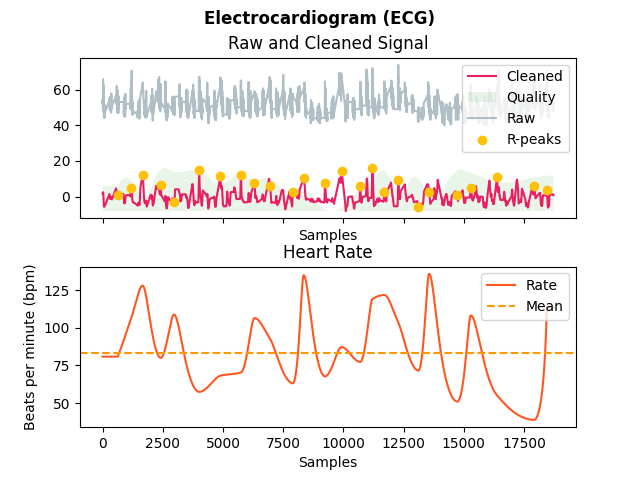 Electrocardiogram (ECG)
Raw and Cleaned Signal
60
40
20
0
Cleaned
Quality
Raw
R-peaks
Samples
Heart Rate
Beats per minute (bpm)
125
100
75
50
Rate
Mean
0
2500
5000
7500
10000
12500
15000
17500
Samples